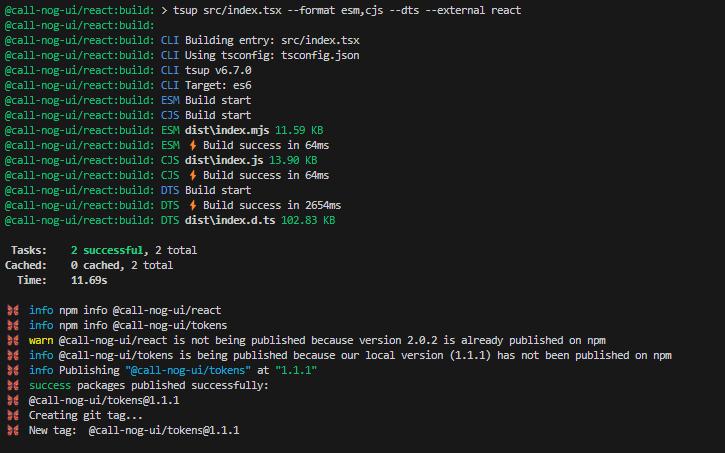 @call-nog-ui/react:build: > tsup src/index.tsx --format esm,cjs --dts --external react
@call-nog-ui/react:build:
@call-nog-ui/react:build: CLI Building entry: src/index.tsx
@call-nog-ui/react:build: CLI Using tsconfig: tsconfig.json
@call-nog-ui/react:build: CLI tsup v6.7.0
@call-nog-ui/react:build: CLI Target: es6
@call-nog-ui/react:build: ESM Build start
@call-nog-ui/react:build: CJS Build start
@call-nog-ui/react:build: ESM dist\index.mjs 11.59 KB
@call-nog-ui/react:build: ESM ⚡ Build success in 64ms
@call-nog-ui/react:build: CJS dist\index.js 13.90 KB
@call-nog-ui/react:build: CJS ⚡ Build success in 64ms
@call-nog-ui/react:build: DTS Build start
@call-nog-ui/react:build: DTS ⚡ Build success in 2654ms
@call-nog-ui/react:build: DTS dist\index.d.ts 102.83 KB
Tasks: 2 successful, 2 total
Cached: 0 cached, 2 total
Time: 11.69s
🦋 info npm info @call-nog-ui/react
🦋 info npm info @call-nog-ui/tokens
🦋 warn @call-nog-ui/react is not being published because version 2.0.2 is already published on npm
🦋 info @call-nog-ui/tokens is being published because our local version (1.1.1) has not been published on npm
🦋 info Publishing "@call-nog-ui/tokens" at "1.1.1"
🦋 success packages published successfully:
🦋 @call-nog-ui/tokens@1.1.1
🦋 Creating git tag...
🦋 New tag: @call-nog-ui/tokens@1.1.1